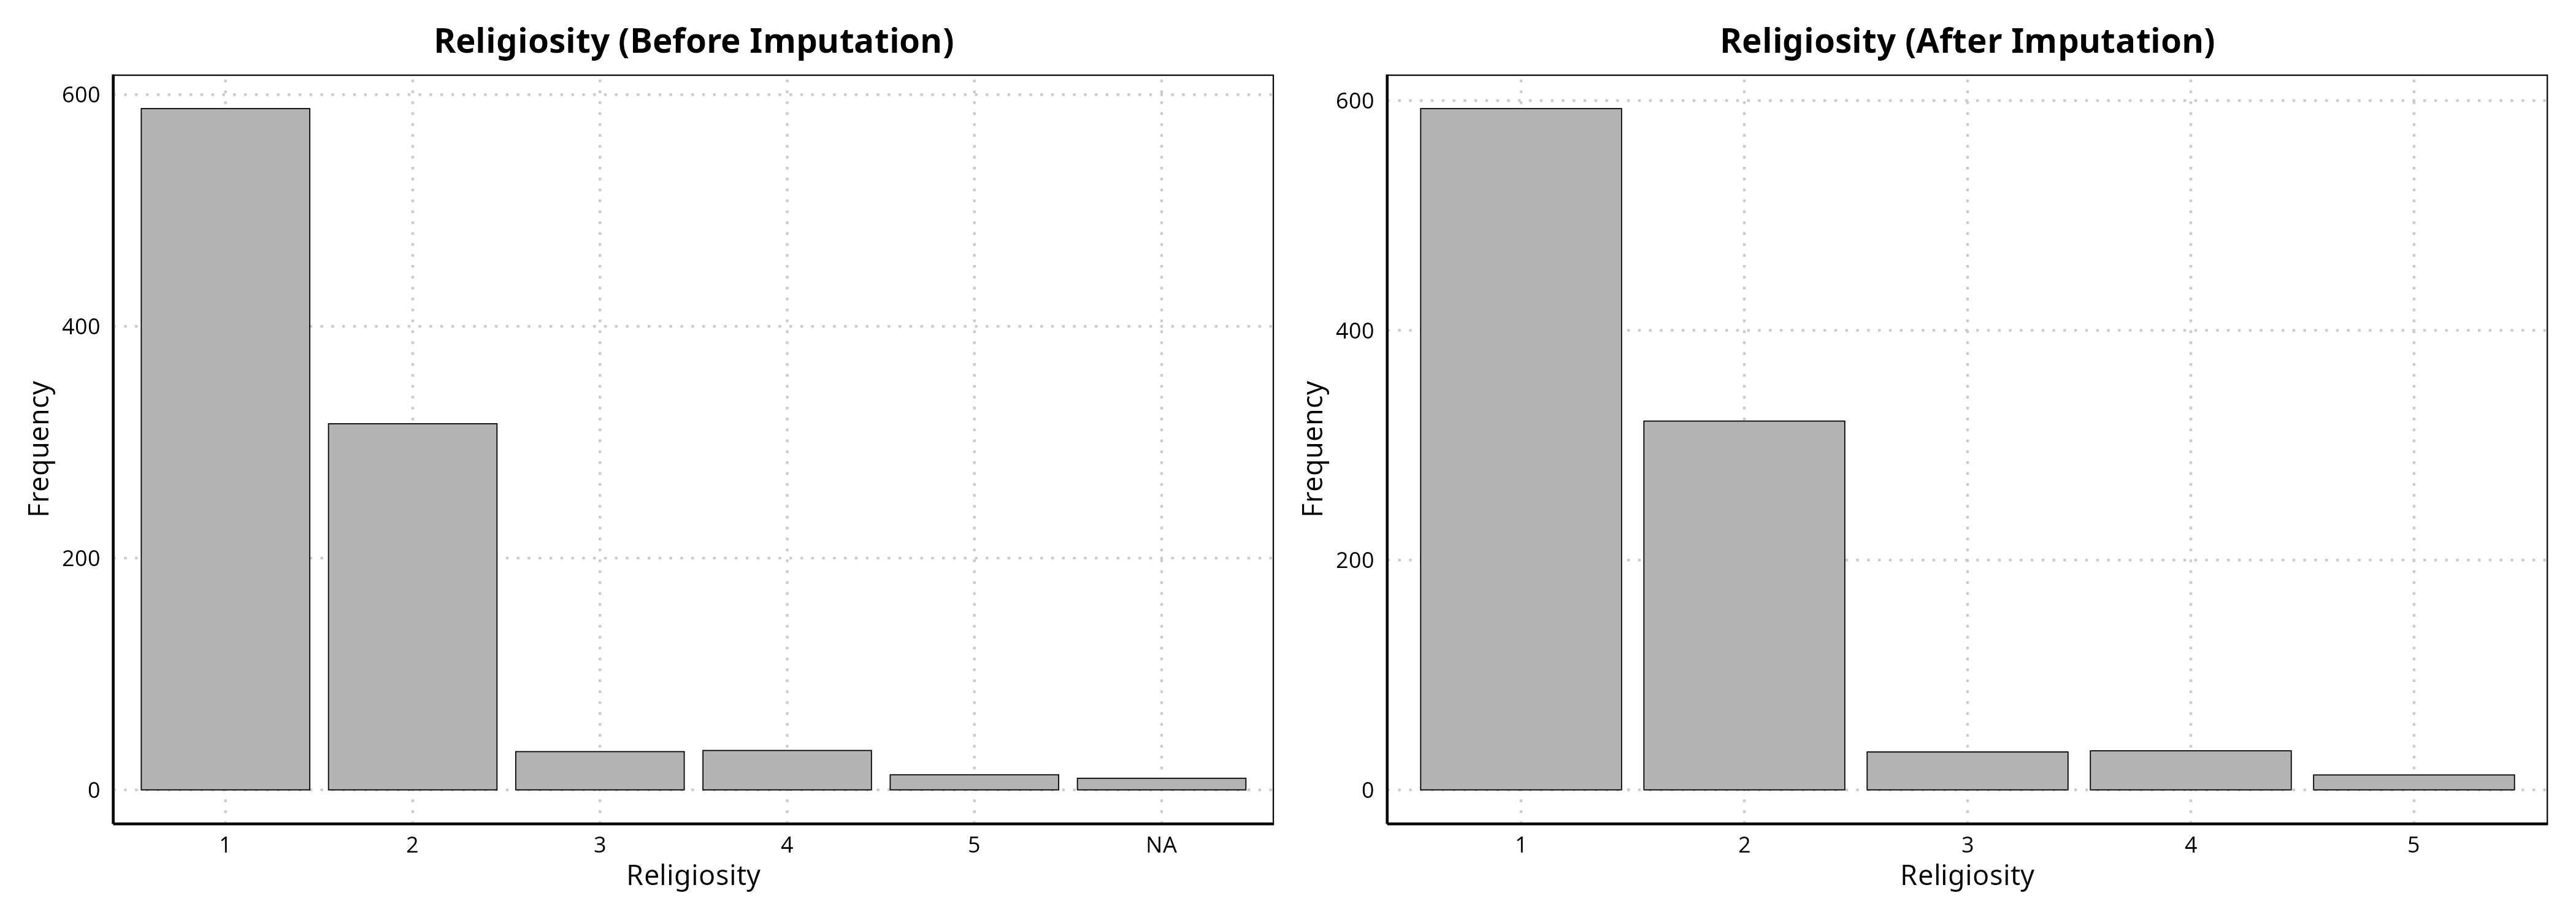 Religiosity (Before Imputation)
600
400
200
0
Frequency
1 2 3 4 5 NA
Religiosity
Religiosity (After Imputation)
600
400
200
0
Frequency
1 2 3 4 5
Religiosity